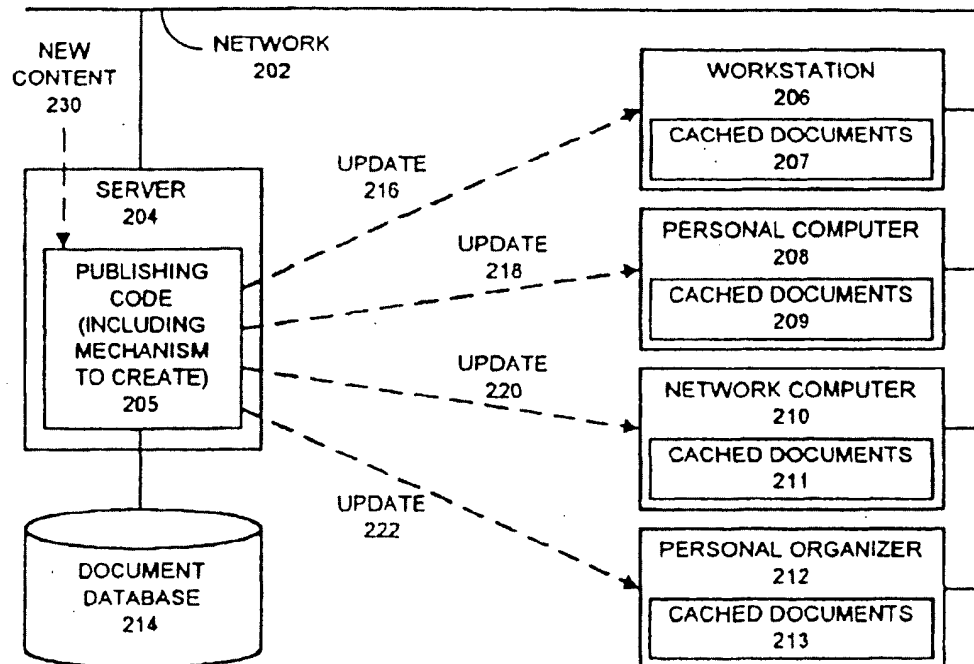 NETWORK
202
NEW
CONTENT
230
SERVER
204
PUBLISHING
CODE
(INCLUDING
MECHANISM
TO CREATE)
205
DOCUMENT
DATABASE
214
UPDATE
216
UPDATE
218
UPDATE
220
UPDATE
222
WORKSTATION
206
CACHED DOCUMENTS
207
PERSONAL COMPUTER
208
CACHED DOCUMENTS
209
NETWORK COMPUTER
210
CACHED DOCUMENTS
211
PERSONAL ORGANIZER
212
CACHED DOCUMENTS
213